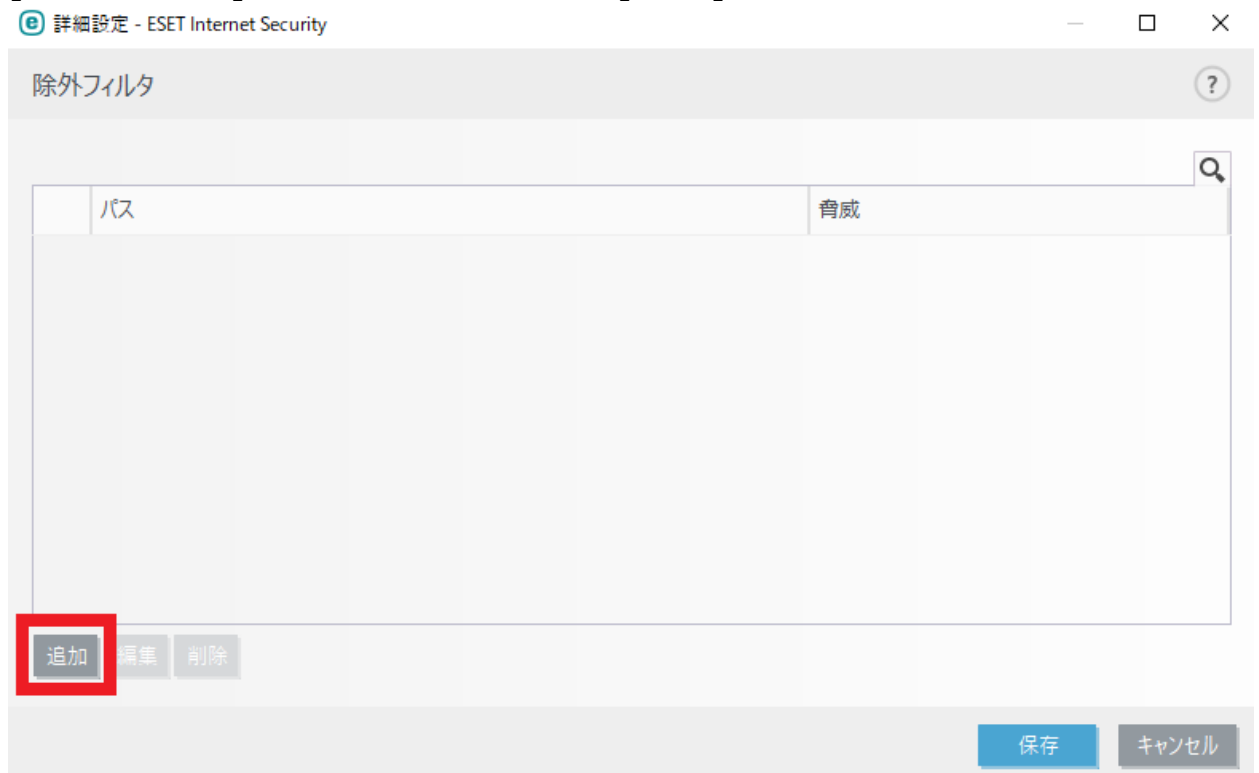 詳細設定 - ESET Internet Security
除外フィルタ
?
パス 脅威
追加 編集 削除
保存 キャンセル